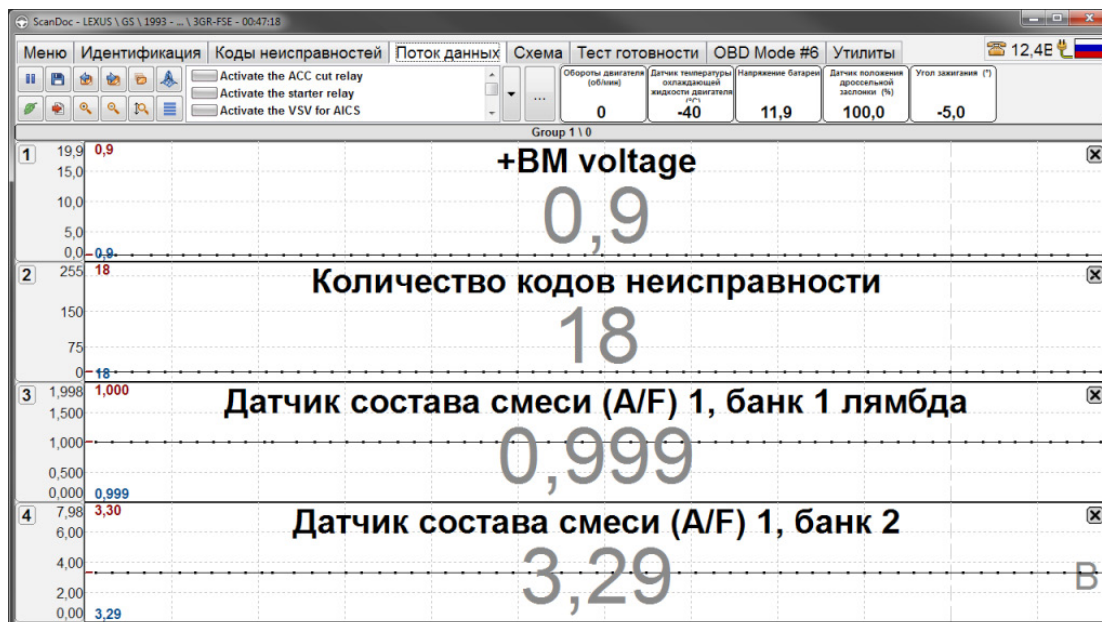 ScanDoc - LEXUS \ GS \ 1993 - ... \ 3GR-FSE - 00:47:18
Меню Идентификация Коды неисправностей Поток данных Схема Тест готовности OBD Mode #6 Утилиты 12,4E
Activate the ACC cut relay
Activate the starter relay
Activate the VSV for AICS
...
Обороты двигателя (об/мин)
0
Датчик температуры охлаждающей жидкости двигателя (°C)
-40
Напряжение батареи
11,9
Датчик положения дроссельной заслонки (%)
100,0
Угол зажигания (°)
-5,0
Group 1 \ 0
1
19,9 0,9
+BM voltage
15,0
0,9
10,0
5,0
0,0 0,9
2
255 18
Количество кодов неисправности
18
150
75
0 18
3
1,998 1,000
Датчик состава смеси (A/F) 1, банк 1 лямбда
1,500
1,000
0,999
0,500
0,000 0,999
4
7,98 3,30
Датчик состава смеси (A/F) 1, банк 2
6,00
4,00
3,29
В
2,00
0,00 3,29